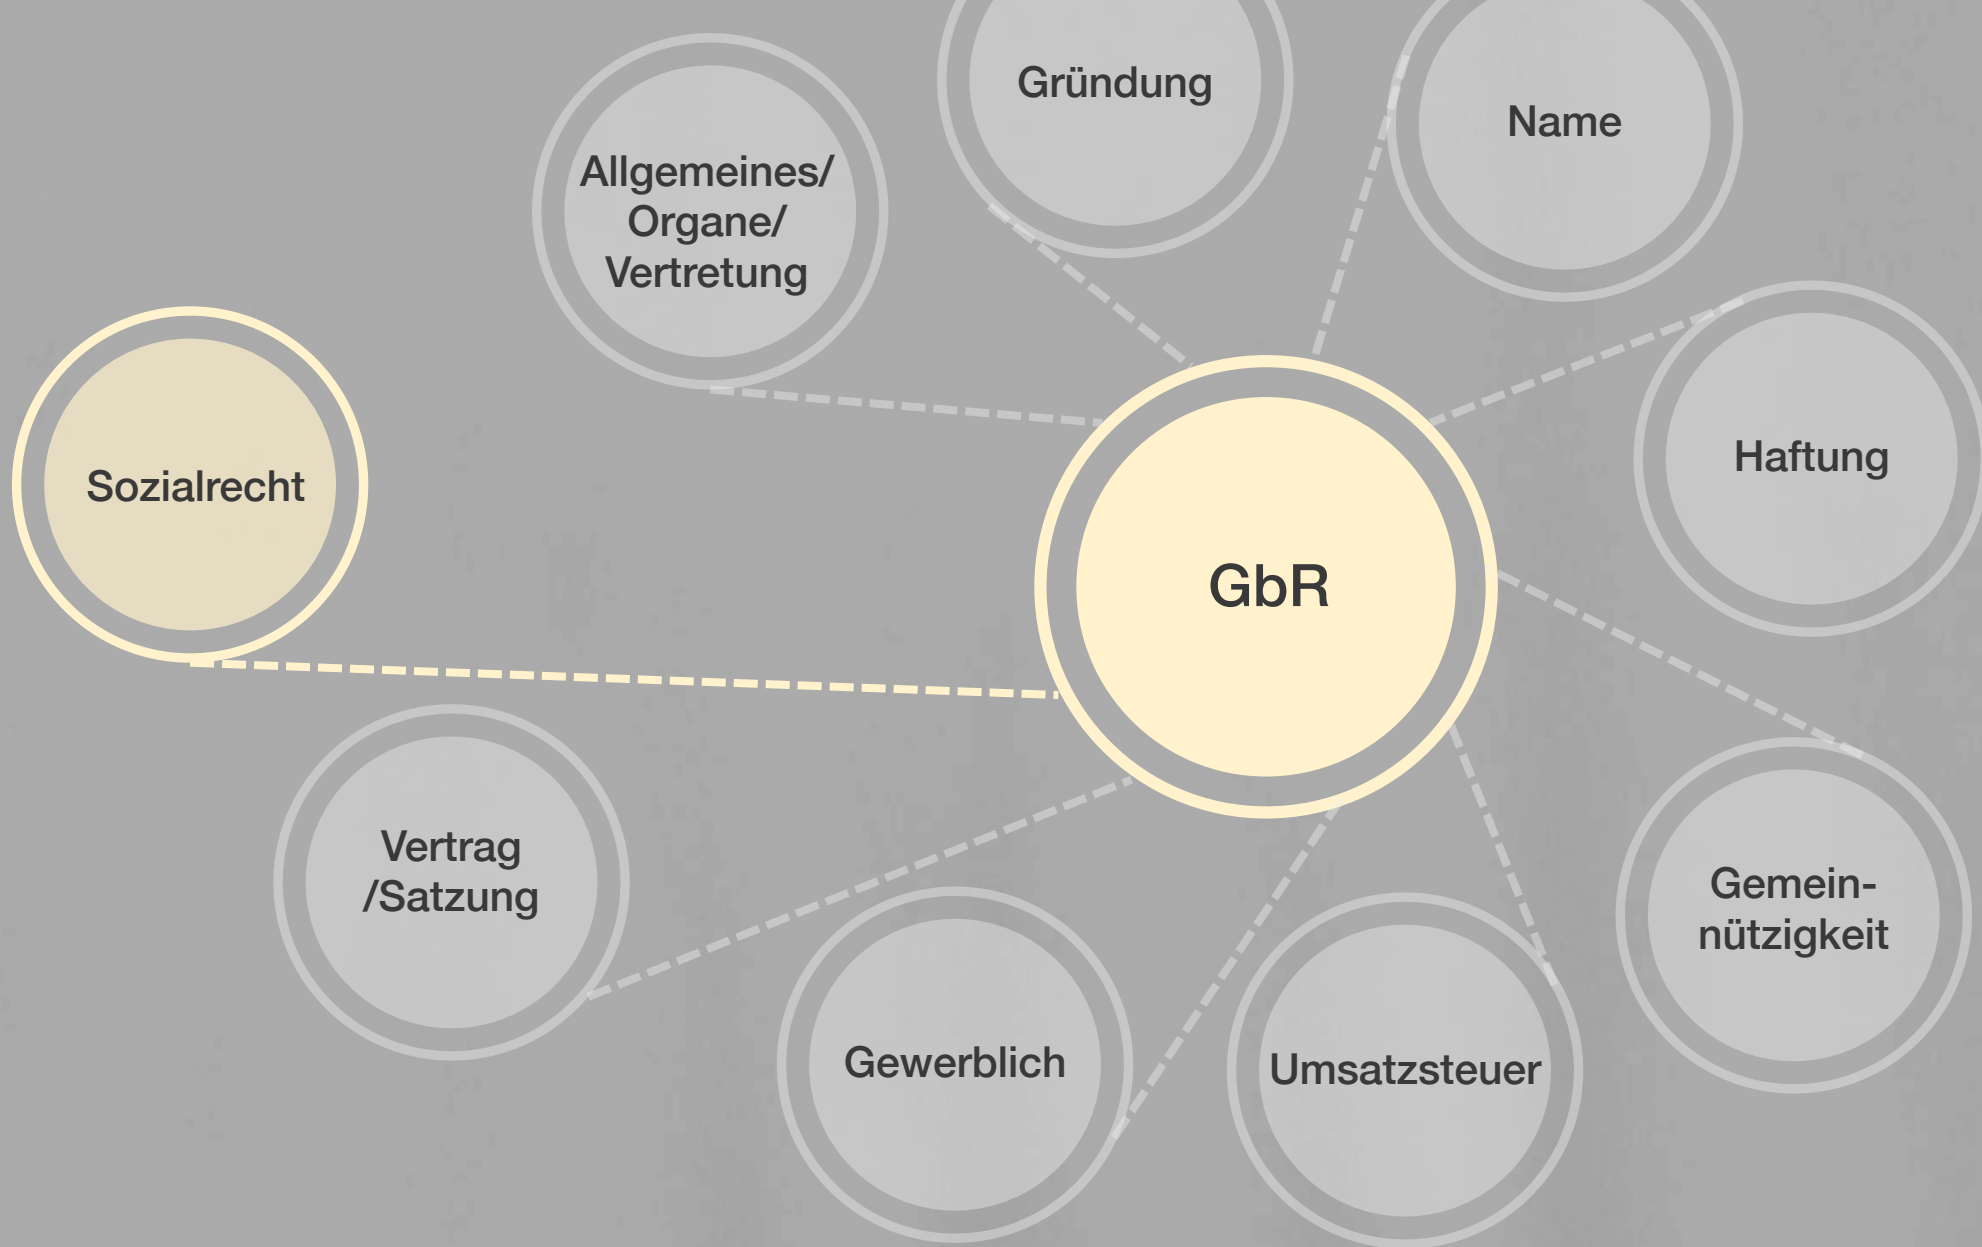 Gründung
Name
Allgemeines/
Organe/
Vertretung
Haftung
Sozialrecht
GbR
Vertrag
/Satzung
Gemein-
nützigkeit
Gewerblich
Umsatzsteuer